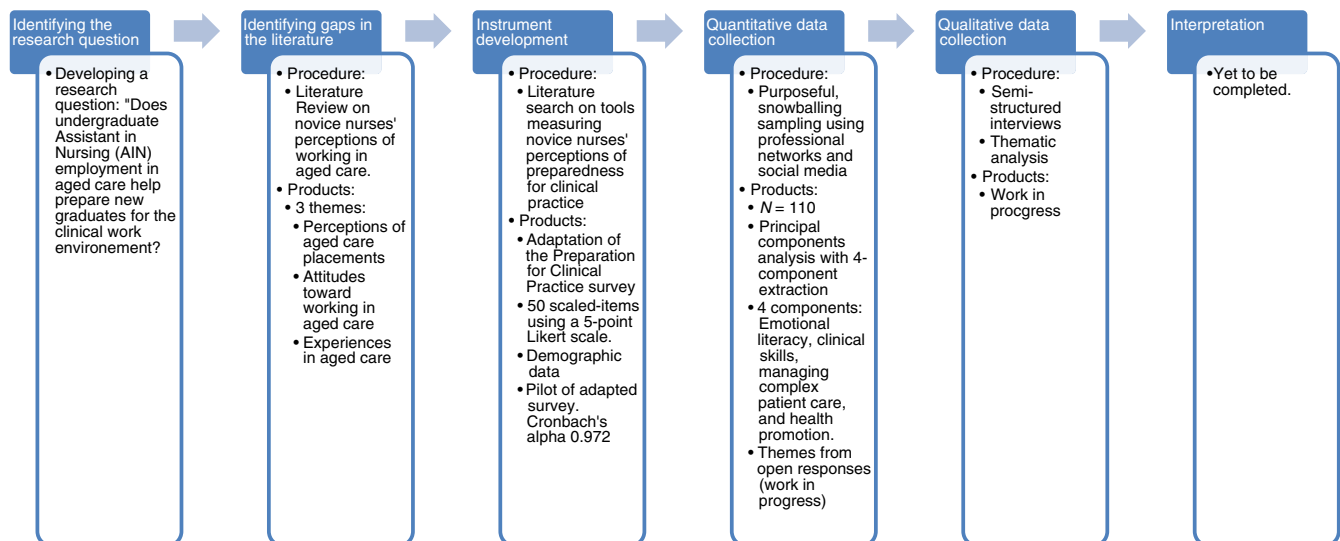 Identifying the
research question
• Developing a
research
question: "Does
undergraduate
Assistant in
Nursing (AIN)
employment in
aged care help
prepare new
graduates for the
clinical work
environement?
Identifying gaps in
the literature
• Procedure:
• Literature
Review on
novice nurses'
perceptions of
working in
aged care.
• Products:
• 3 themes:
• Perceptions of
aged care
placements
• Attitudes
toward
working in
aged care
• Experiences
in aged care
Instrument
development
• Procedure:
• Literature
search on tools
measuring
novice nurses'
perceptions of
preparedness
for clinical
practice
• Products:
• Adaptation of
the Preparation
for Clinical
Practice survey
• 50 scaled-items
using a 5-point
Likert scale.
• Demographic
data
• Pilot of adapted
survey.
Cronbach's
alpha 0.972
Quantitative data
collection
• Procedure:
• Purposeful,
snowballing
sampling using
professional
networks and
social media
• Products:
• N = 110
• Principal
components
analysis with 4-
component
extraction
• 4 components:
Emotional
literacy, clinical
skills,
managing
complex
patient care,
and health
promotion.
• Themes from
open responses
(work in
progress)
Qualitative data
collection
• Procedure:
• Semi-
structured
interviews
• Thematic
analysis
• Products:
• Work in
procgress
Interpretation
• Yet to be
completed.